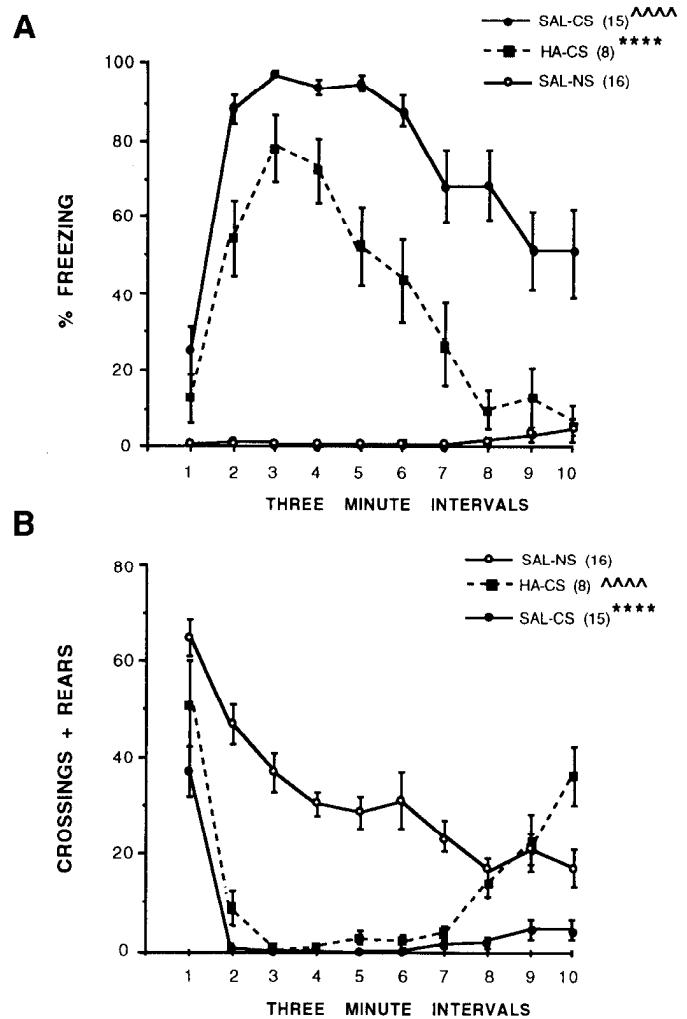 A
SAL-CS (15)^^^^
HA-CS (8)****
SAL-NS (16)
% FREEZING
100
80
60
40
20
0
1 2 3 4 5 6 7 8 9 10
THREE MINUTE INTERVALS
B
SAL-NS (16)
HA-CS (8) ^^^^
SAL-CS (15)****
CROSSINGS + REARS
80
60
40
20
0
1 2 3 4 5 6 7 8 9 10
THREE MINUTE INTERVALS